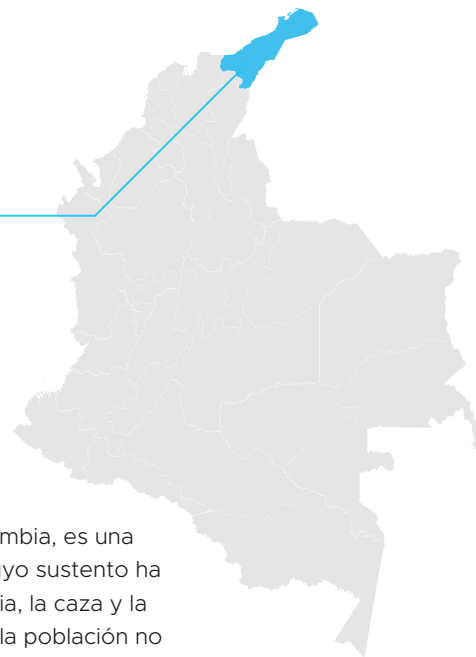 mbia, es una
uyo sustento ha
ia, la caza y la
la población no